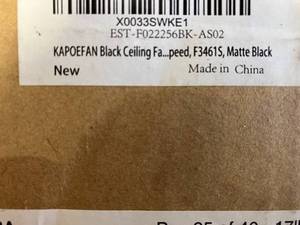 X0033SWKE1
EST-F022256BK-AS02
KAPOEFAN Black Ceiling Fa...peed, F3461S, Matte Black
New Made in China